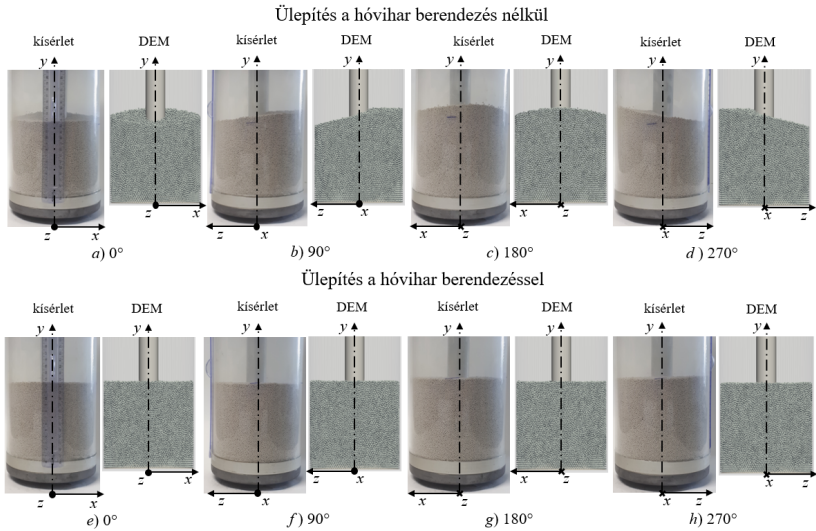 Ülepítés a hóvihar berendezés nélkül
kísérlet DEM kísérlet DEM kísérlet DEM kísérlet DEM
y y y y y y y y
z x z x z x z x x z x z x z x z
a) 0° b) 90° c) 180° d ) 270°
Ülepítés a hóvihar berendezéssel
kísérlet DEM kísérlet DEM kísérlet DEM kísérlet DEM
y y y y y y y y
z x z x z x z x x z x z x z x z
e) 0° f ) 90° g) 180° h) 270°